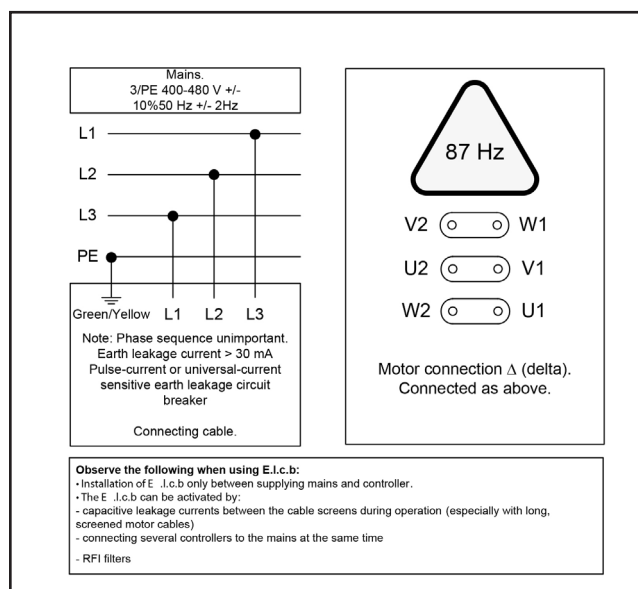 Mains.
3/PE 400-480 V +/-
10%50 Hz +/- 2Hz
L1
L2
L3
PE
Green/Yellow L1 L2 L3
Note: Phase sequence unimportant.
Earth leakage current > 30 mA
Pulse-current or universal-current
sensitive earth leakage circuit
breaker
Connecting cable.
87 Hz
V2 W1
U2 V1
W2 U1
Motor connection Δ (delta).
Connected as above.
Observe the following when using E.l.c.b:
• Installation of E .l.c.b only between supplying mains and controller.
• The E .l.c.b can be activated by:
- capacitive leakage currents between the cable screens during operation (especially with long,
screened motor cables)
- connecting several controllers to the mains at the same time
- RFI filters